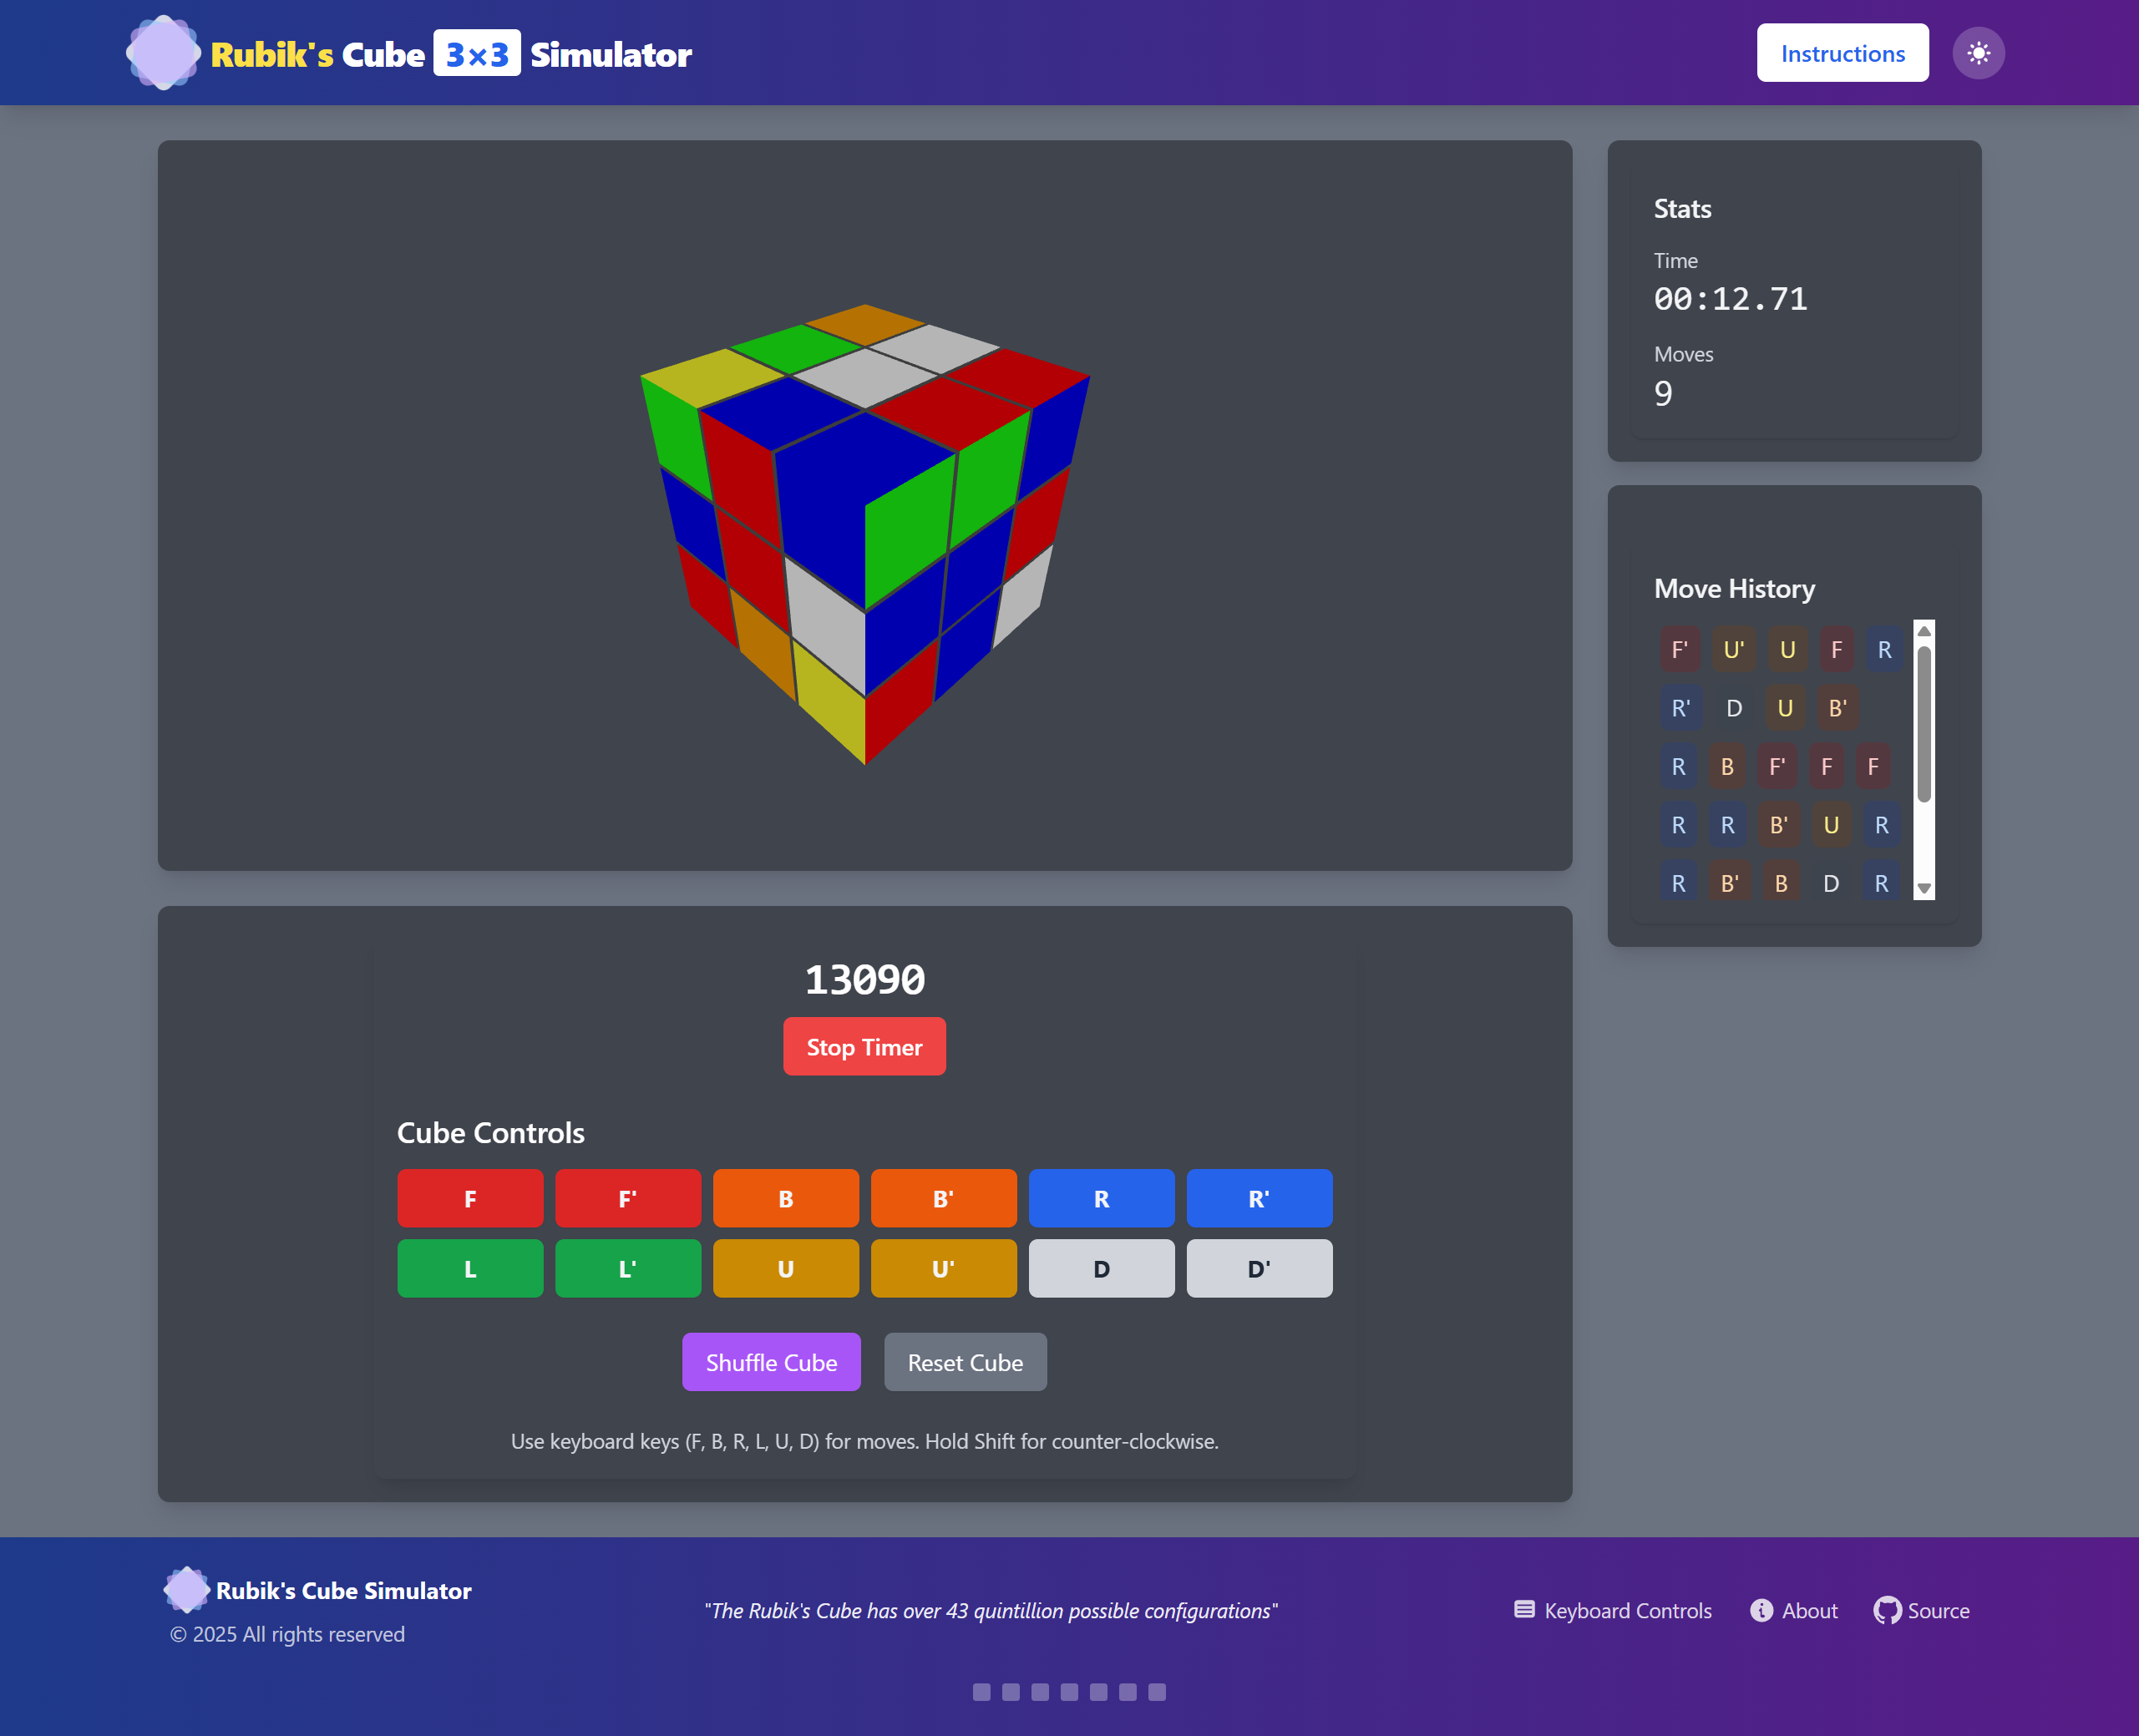 Rubik's Cube 3×3 Simulator
Instructions
Stats
Time
00:12.71
Moves
9
Move History
F' U' U F R
R' D U B'
R B F' F F
R R B' U R
R B' B D R
13090
Stop Timer
Cube Controls
F F' B B' R R'
L L' U U' D D'
Shuffle Cube Reset Cube
Use keyboard keys (F, B, R, L, U, D) for moves. Hold Shift for counter-clockwise.
Rubik's Cube Simulator
© 2025 All rights reserved
"The Rubik's Cube has over 43 quintillion possible configurations"
Keyboard Controls About Source